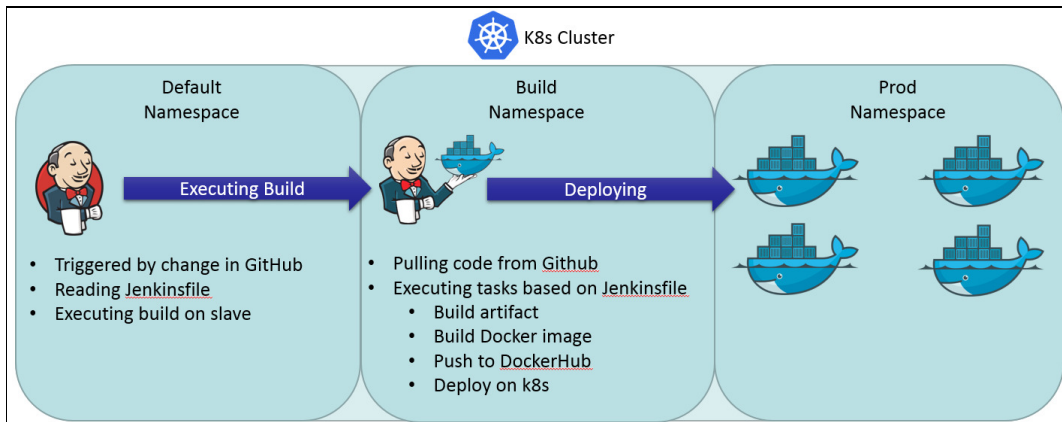 K8s Cluster
Default
Namespace
Executing Build
• Triggered by change in GitHub
• Reading Jenkinsfile
• Executing build on slave
Build
Namespace
Deploying
• Pulling code from Github
• Executing tasks based on Jenkinsfile
• Build artifact
• Build Docker image
• Push to DockerHub
• Deploy on k8s
Prod
Namespace